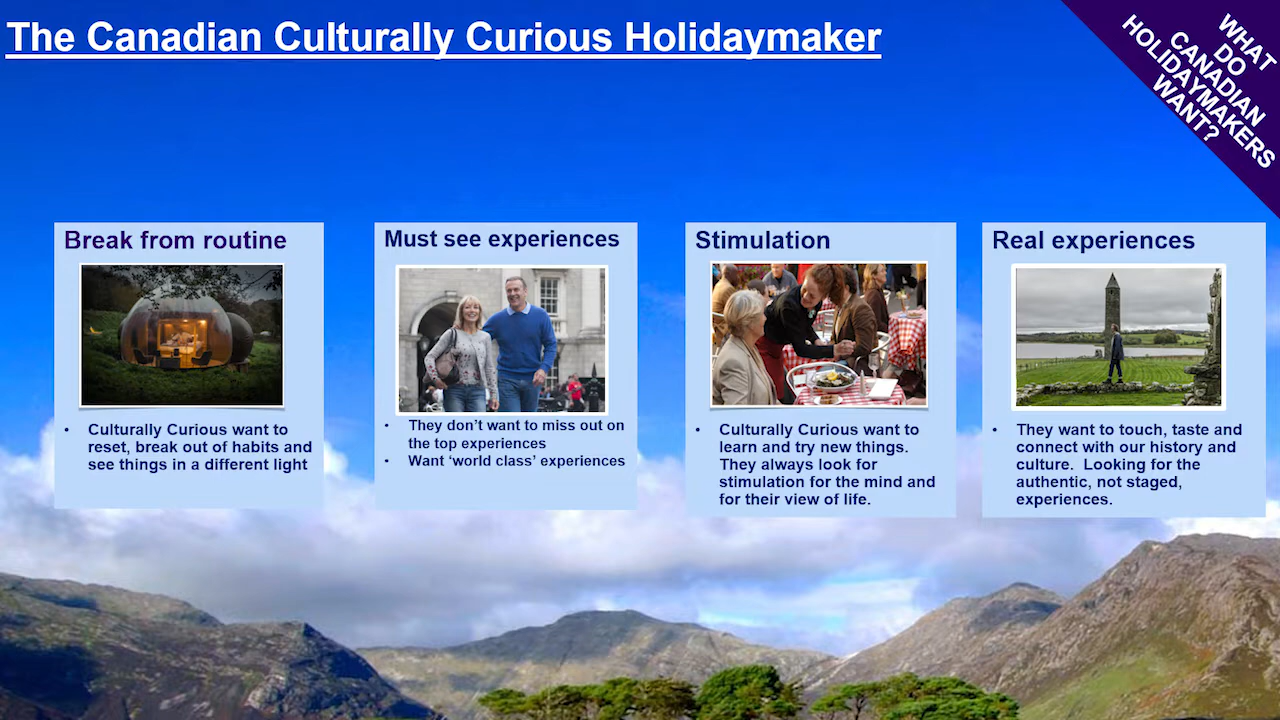 The Canadian Culturally Curious Holidaymaker
WHAT
DO
CANADIAN
HOLIDAYMAKERS
WANT?
Break from routine
• Culturally Curious want to
reset, break out of habits and
see things in a different light
Must see experiences
• They don’t want to miss out on
the top experiences
• Want ‘world class’ experiences
Stimulation
• Culturally Curious want to
learn and try new things.
They always look for
stimulation for the mind and
for their view of life.
Real experiences
• They want to touch, taste and
connect with our history and
culture. Looking for the
authentic, not staged,
experiences.